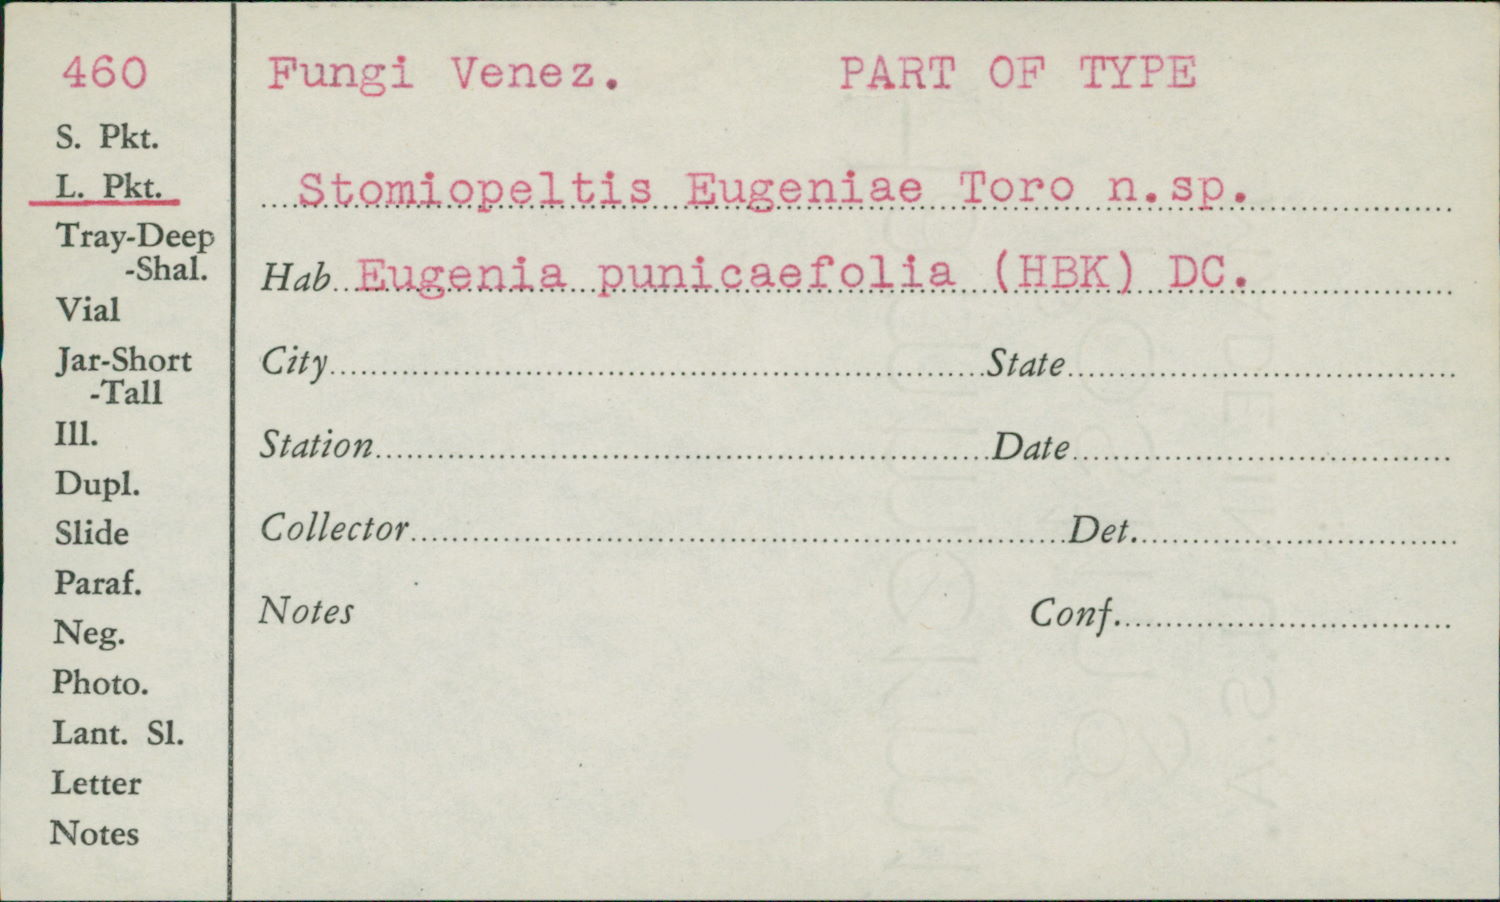 460 Fungi Venez. PART OF TYPE
S. Pkt.
L. Pkt.
Stomiopeltis Eugeniae Toro n.sp.
Tray-Deep
-Shal.
Hab. Eugenia punicaefolia (HBK) DC.
Vial
Jar-Short
-Tall
City State
Ill.
Station Date
Dupl.
Slide
Collector Det.
Paraf.
Neg.
Notes Conf.
Photo.
Lant. Sl.
Letter
Notes